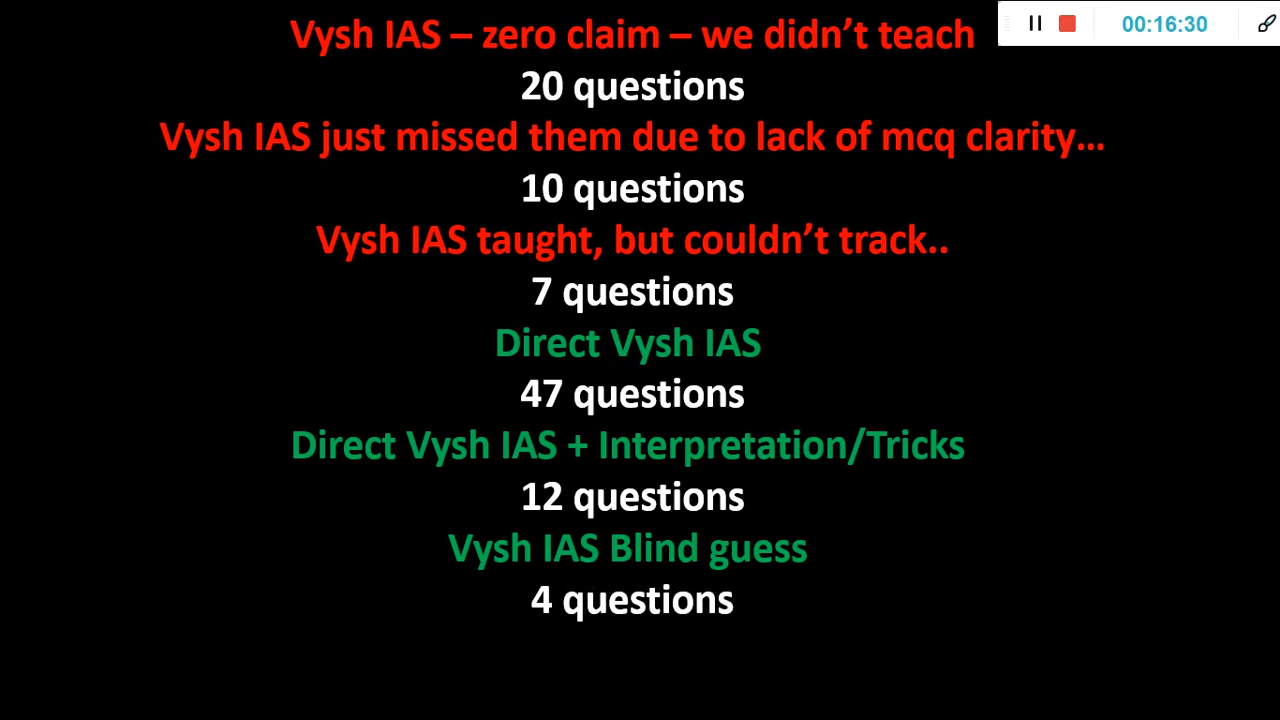 Vysh IAS – zero claim – we didn’t teach
00:16:30
20 questions
Vysh IAS just missed them due to lack of mcq clarity...
10 questions
Vysh IAS taught, but couldn’t track..
7 questions
Direct Vysh IAS
47 questions
Direct Vysh IAS + Interpretation/Tricks
12 questions
Vysh IAS Blind guess
4 questions